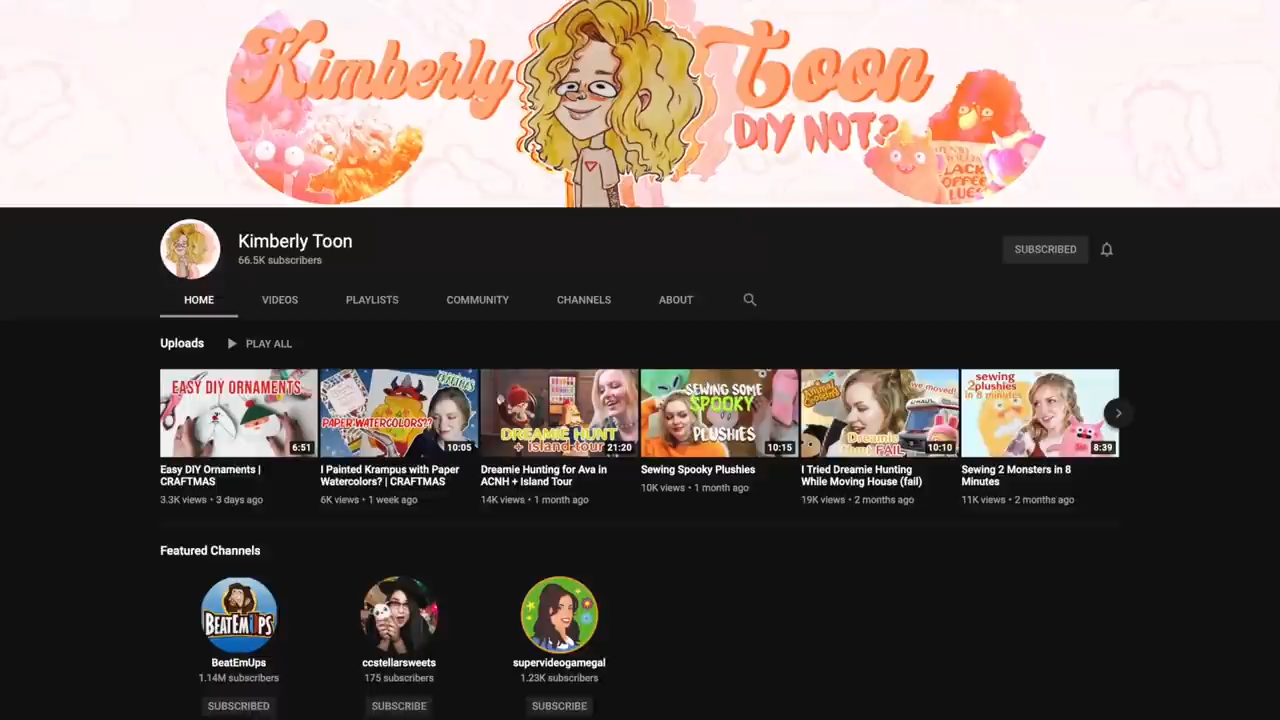 Kimberly Toon
DIY NOT?
LACK
Kimberly Toon
66.5K subscribers
SUBSCRIBED
HOME VIDEOS PLAYLISTS COMMUNITY CHANNELS ABOUT
Uploads PLAY ALL
EASY DIY ORNAMENTS
6:51
PAPER WATERCOLORS??
10:05
DREAMIE HUNT
+ island tour
21:20
SEWING SOME
SPOOKY
PLUSHIES
10:15
Dreamie
FAIL
10:10
sewing
2 plushies
in 8 minutes
8:39
Easy DIY Ornaments |
CRAFTMAS
3.3K views • 3 days ago
I Painted Krampus with Paper
Watercolors? | CRAFTMAS
6K views • 1 week ago
Dreamie Hunting for Ava in
ACNH + Island Tour
14K views • 1 month ago
Sewing Spooky Plushies
10K views • 1 month ago
I Tried Dreamie Hunting
While Moving House (fail)
19K views • 2 months ago
Sewing 2 Monsters in 8
Minutes
11K views • 2 months ago
Featured Channels
BEATEMUPS
BeatEmUps
1.14M subscribers
SUBSCRIBED
ccstellarsweets
175 subscribers
SUBSCRIBE
supervideogamegal
1.23K subscribers
SUBSCRIBE